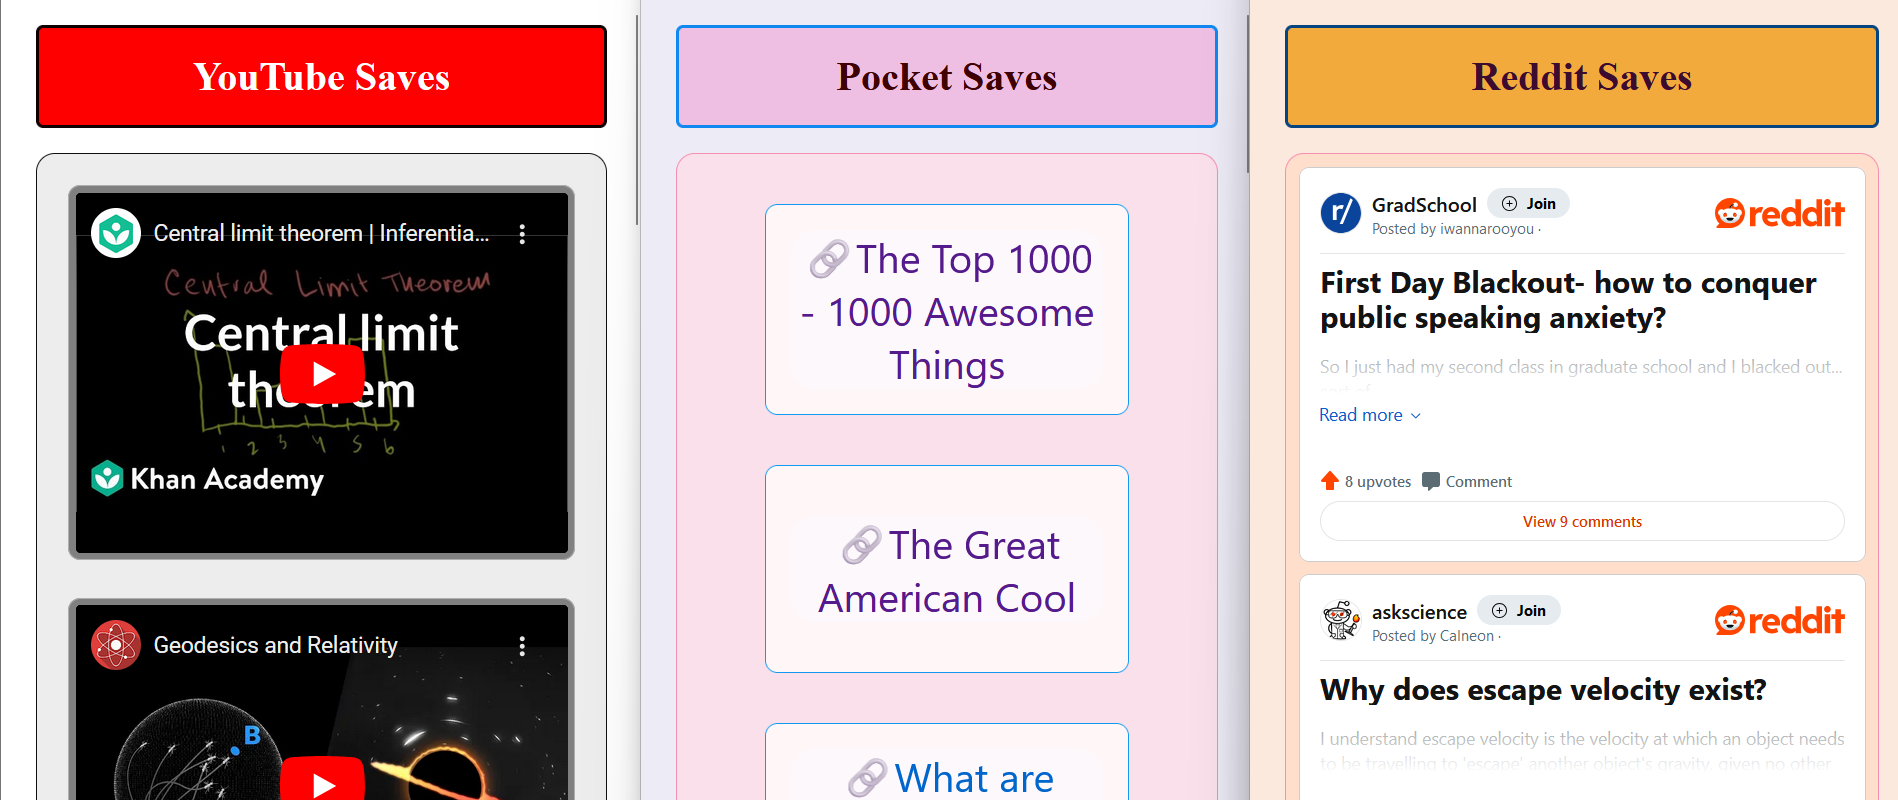 YouTube Saves
Central limit theorem | Inferentia...
Central Limit Theorem
Central limit
theorem
1 2 3 4 5 6
Khan Academy
Geodesics and Relativity
B
Pocket Saves
The Top 1000
- 1000 Awesome
Things
The Great
American Cool
What are
Reddit Saves
r/
GradSchool
Join
reddit
Posted by iwannarooyou ·
First Day Blackout- how to conquer
public speaking anxiety?
So I just had my second class in graduate school and I blacked out...
sort of
Read more
8 upvotes Comment
View 9 comments
askscience
Join
reddit
Posted by Calneon ·
Why does escape velocity exist?
I understand escape velocity is the velocity at which an object needs
to be travelling to 'escape' another object's gravity, given no other